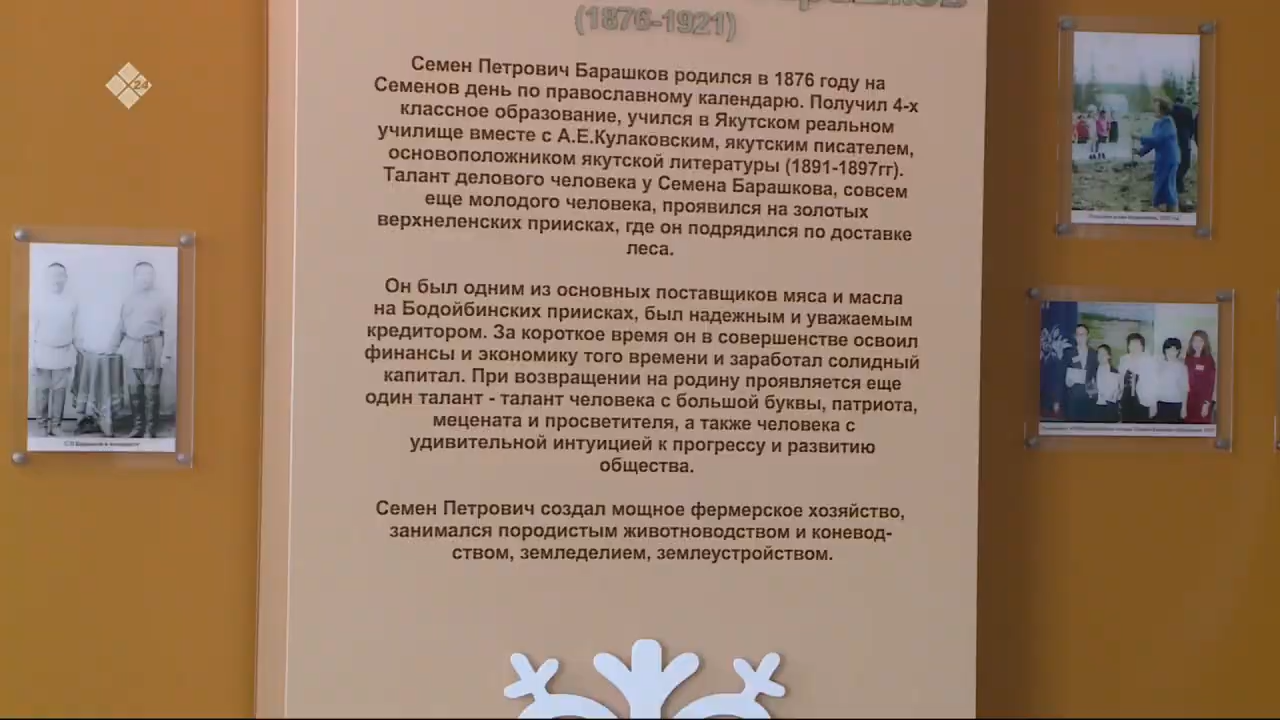 (1876-1921)
Семен Петрович Барашков родился в 1876 году на
Семенов день по православному календарю. Получил 4-х
классное образование, учился в Якутском реальном
училище вместе с А.Е.Кулаковским, якутским писателем,
основоположником якутской литературы (1891-1897гг).
Талант делового человека у Семена Барашкова, совсем
еще молодого человека, проявился на золотых
верхнеленских приисках, где он подрядился по доставке
леса.
Он был одним из основных поставщиков мяса и масла
на Бодойбинских приисках, был надежным и уважаемым
кредитором. За короткое время он в совершенстве освоил
финансы и экономику того времени и заработал солидный
капитал. При возвращении на родину проявляется еще
один талант - талант человека с большой буквы, патриота,
мецената и просветителя, а также человека с
удивительной интуицией к прогрессу и развитию
общества.
Семен Петрович создал мощное фермерское хозяйство,
занимался породистым животноводством и коневод-
ством, земледелием, землеустройством.
24